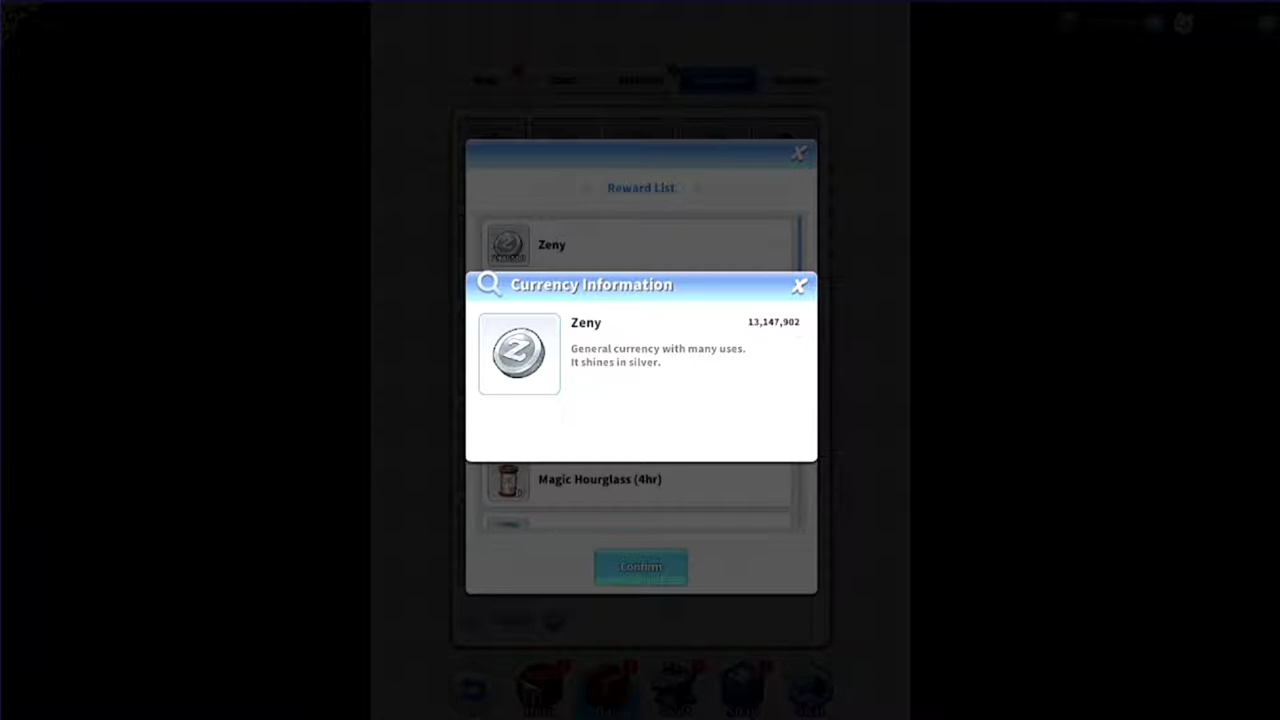 Reward List
Zeny
Currency Information
Zeny
13,147,902
General currency with many uses.
It shines in silver.
Magic Hourglass (4hr)
Confirm